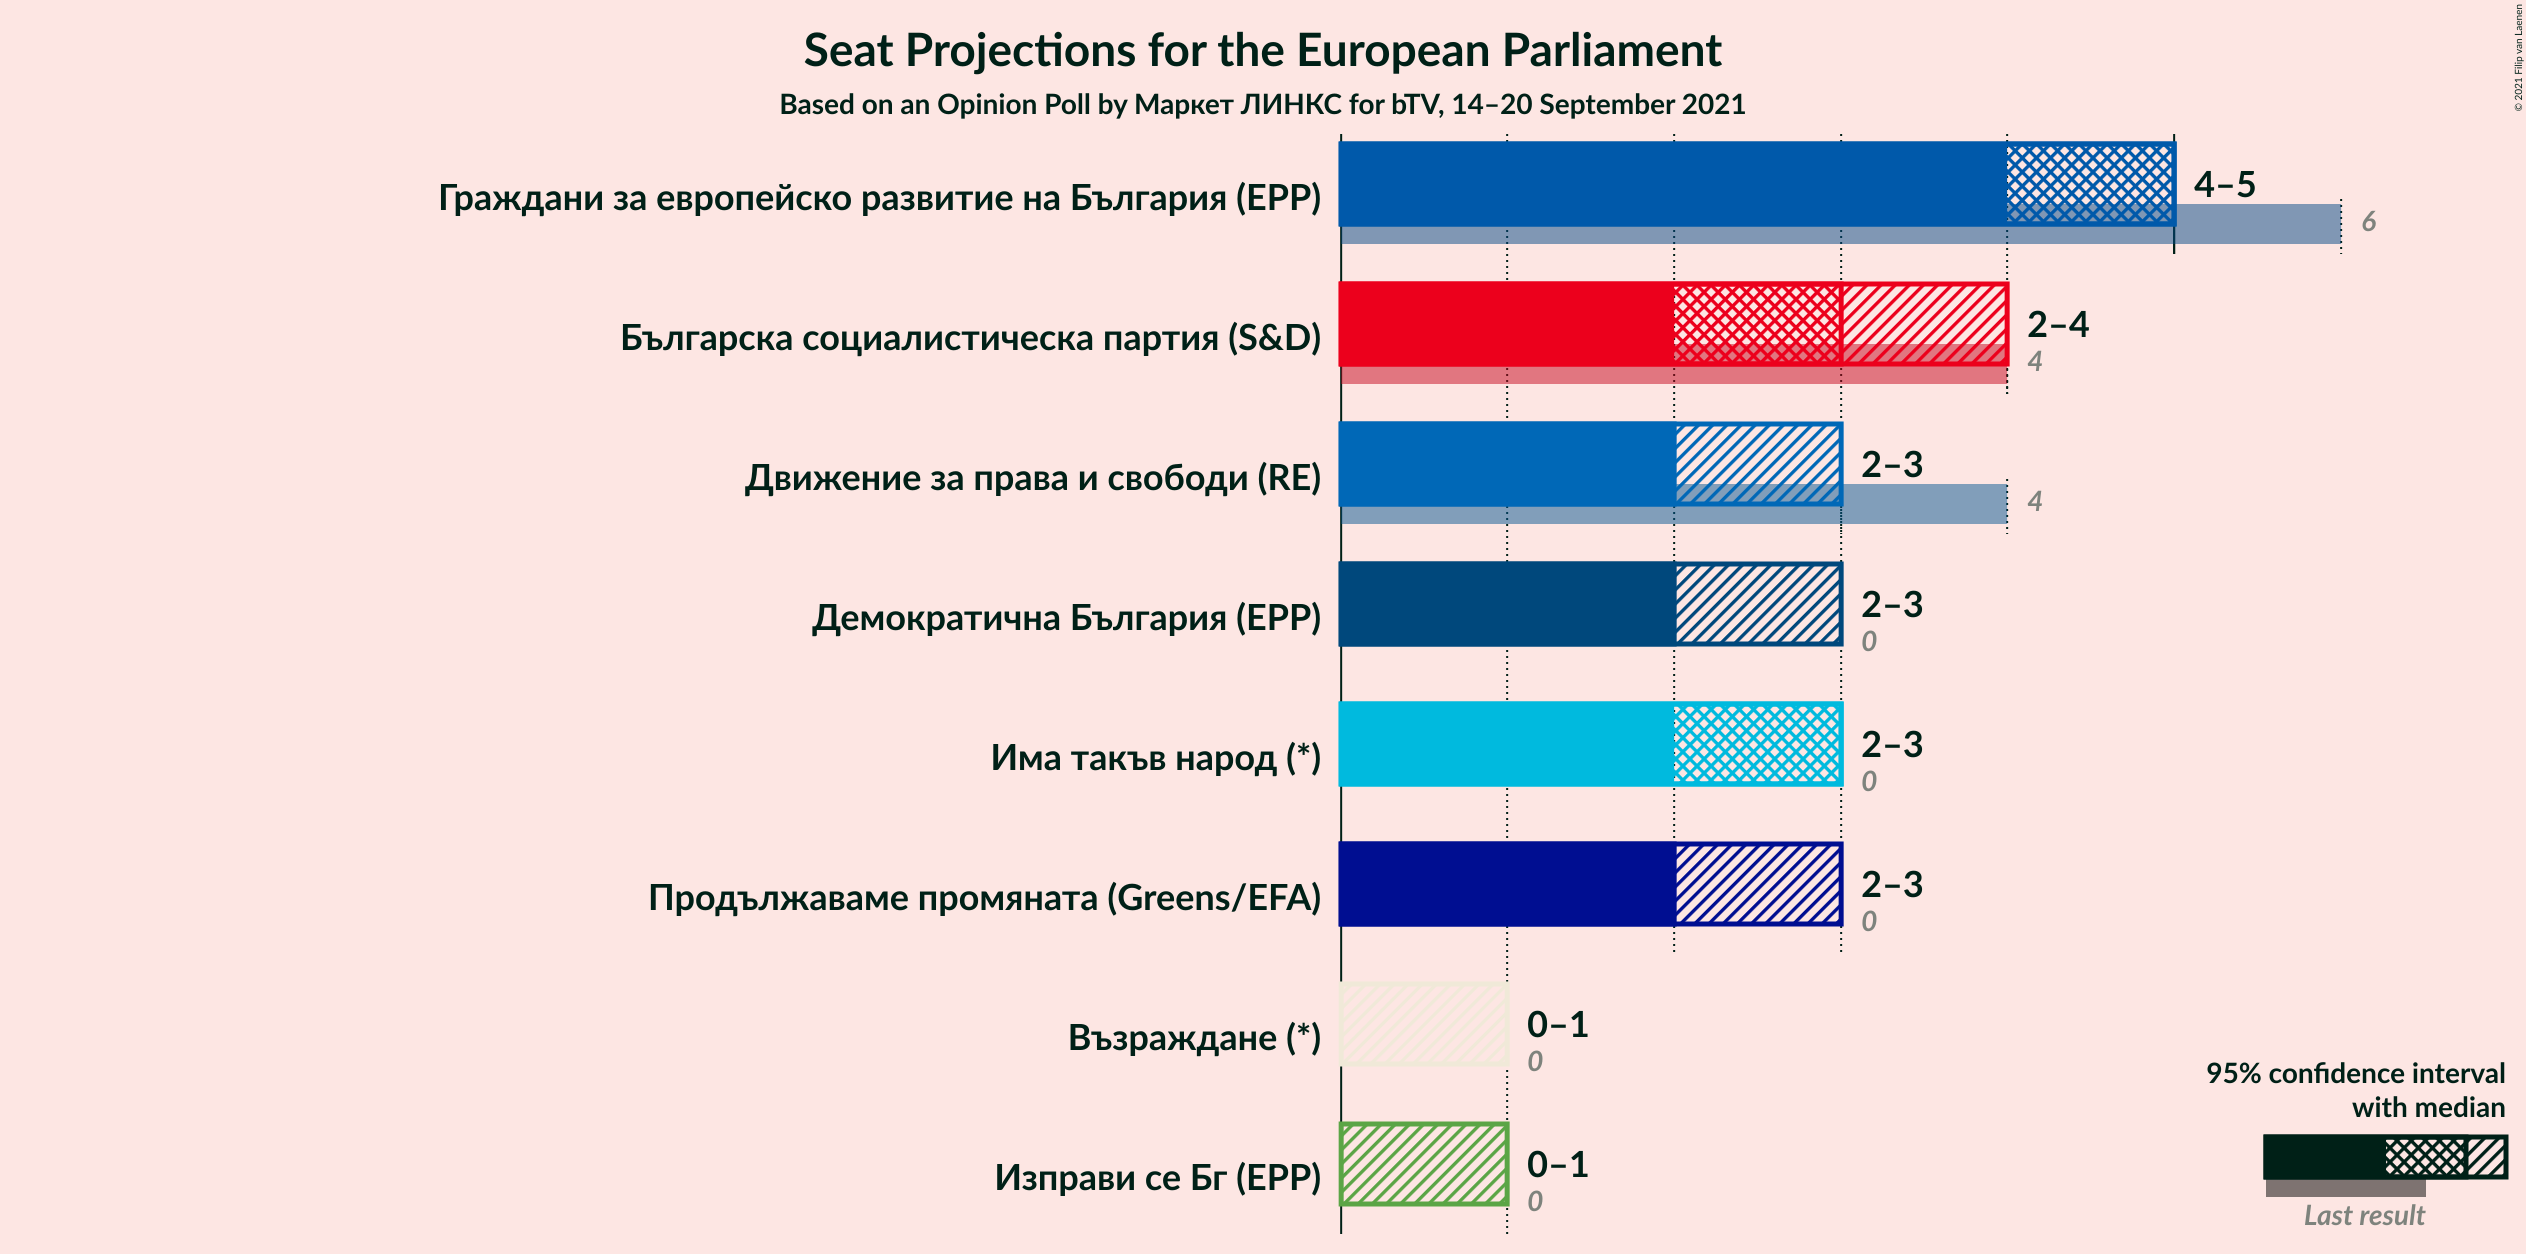 Seat Projections for the European Parliament
Based on an Opinion Poll by Маркет ЛИНКС for bTV, 14–20 September 2021
© 2021 Filip van Laenen
Граждани за европейско развитие на България (EPP)
4–5
6
Българска социалистическа партия (S&D)
2–4
4
Движение за права и свободи (RE)
2–3
4
Демократична България (EPP)
2–3
0
Има такъв народ (*)
2–3
0
Продължаваме промяната (Greens/EFA)
2–3
0
Възраждане (*)
0–1
0
Изправи се Бг (EPP)
0–1
0
95% confidence interval
with median
Last result